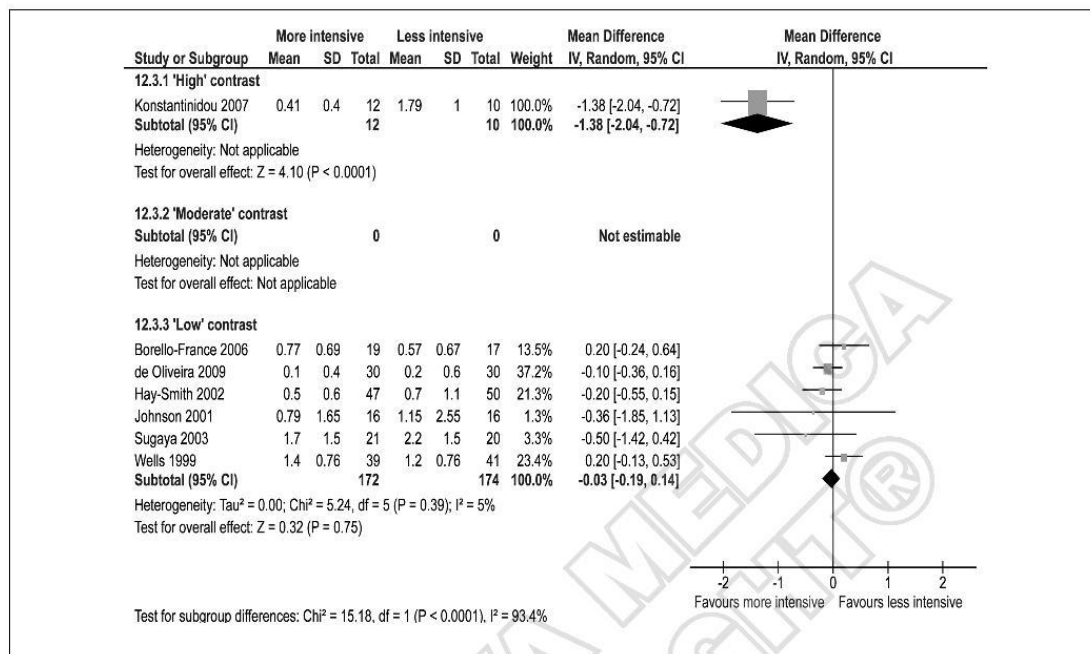 More intensive Less intensive Mean Difference Mean Difference
Study or Subgroup Mean SD Total Mean SD Total Weight IV, Random, 95% CI IV, Random, 95% CI
12.3.1 'High' contrast
Konstantinidou 2007 0.41 0.4 12 1.79 1 10 100.0% -1.38 [-2.04, -0.72]
Subtotal (95% CI) 12 10 100.0% -1.38 [-2.04, -0.72]
Heterogeneity: Not applicable
Test for overall effect: Z = 4.10 (P < 0.0001)
12.3.2 'Moderate' contrast
Subtotal (95% CI) 0 0 Not estimable
Heterogeneity: Not applicable
Test for overall effect: Not applicable
12.3.3 'Low' contrast
Borello-France 2006 0.77 0.69 19 0.57 0.67 17 13.5% 0.20 [-0.24, 0.64]
de Oliveira 2009 0.1 0.4 30 0.2 0.6 30 37.2% -0.10 [-0.36, 0.16]
Hay-Smith 2002 0.5 0.6 47 0.7 1.1 50 21.3% -0.20 [-0.55, 0.15]
Johnson 2001 0.79 1.65 16 1.15 2.55 16 1.3% -0.36 [-1.85, 1.13]
Sugaya 2003 1.7 1.5 21 2.2 1.5 20 3.3% -0.50 [-1.42, 0.42]
Wells 1999 1.4 0.76 39 1.2 0.76 41 23.4% 0.20 [-0.13, 0.53]
Subtotal (95% CI) 172 174 100.0% -0.03 [-0.19, 0.14]
Heterogeneity: Tau² = 0.00; Chi² = 5.24, df = 5 (P = 0.39); I² = 5%
Test for overall effect: Z = 0.32 (P = 0.75)
-2 -1 0 1 2
Favours more intensive Favours less intensive
Test for subgroup differences: Chi² = 15.18, df = 1 (P < 0.0001), I² = 93.4%
MEDICA